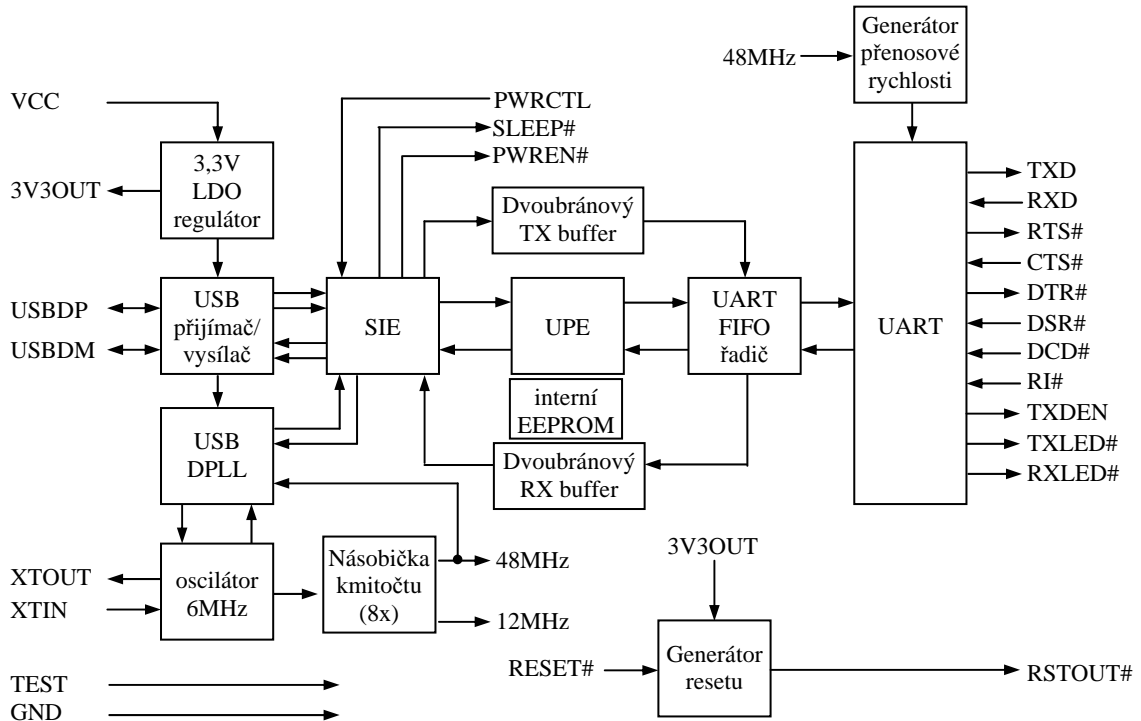 Generátor
přenosové
rychlosti
48MHz
VCC
PWRCTL
SLEEP#
PWREN#
3,3V
LDO
regulátor
3V3OUT
Dvoubránový
TX buffer
TXD
RXD
RTS#
CTS#
DTR#
DSR#
DCD#
RI#
TXDEN
TXLED#
RXLED#
USBDP
USBDM
USB
přijímač/
vysílač
SIE
UPE
UART
FIFO
řadič
UART
interní
EEPROM
USB
DPLL
Dvoubránový
RX buffer
XTOUT
XTIN
oscilátor
6MHz
Násobička
kmitočtu
(8x)
48MHz
12MHz
3V3OUT
RESET#
Generátor
resetu
RSTOUT#
TEST
GND